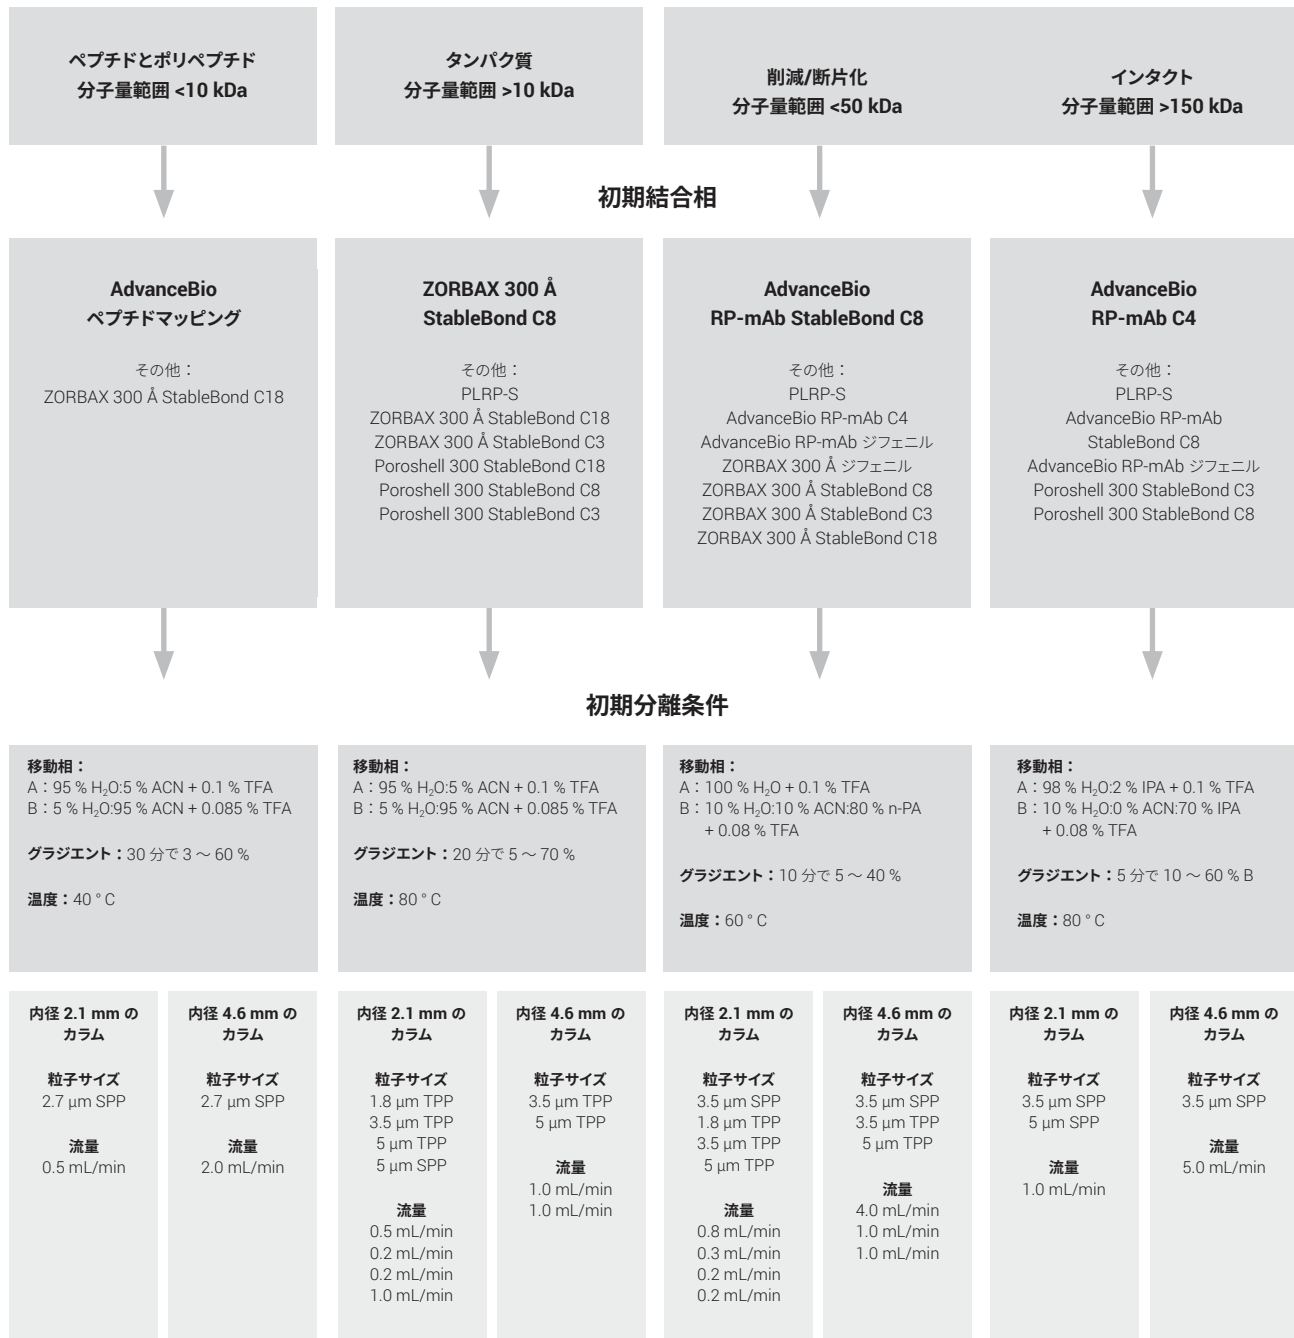 ペプチドとポリペプチド
分子量範囲 <10 kDa
タンパク質
分子量範囲 >10 kDa
削減/断片化
分子量範囲 <50 kDa
インタクト
分子量範囲 >150 kDa
初期結合相
AdvanceBio
ペプチドマッピング
その他：
ZORBAX 300 Å StableBond C18
ZORBAX 300 Å
StableBond C8
その他：
PLRP-S
ZORBAX 300 Å StableBond C18
ZORBAX 300 Å StableBond C3
Poroshell 300 StableBond C18
Poroshell 300 StableBond C8
Poroshell 300 StableBond C3
AdvanceBio
RP-mAb StableBond C8
その他：
PLRP-S
AdvanceBio RP-mAb C4
AdvanceBio RP-mAb ジフェニル
ZORBAX 300 Å ジフェニル
ZORBAX 300 Å StableBond C8
ZORBAX 300 Å StableBond C3
ZORBAX 300 Å StableBond C18
AdvanceBio
RP-mAb C4
その他：
PLRP-S
AdvanceBio RP-mAb
StableBond C8
AdvanceBio RP-mAb ジフェニル
Poroshell 300 StableBond C3
Poroshell 300 StableBond C8
初期分離条件
移動相：
A：95 % H₂O:5 % ACN + 0.1 % TFA
B：5 % H₂O:95 % ACN + 0.085 % TFA
グラジエント：30 分で 3 ～ 60 %
温度：40 ° C
移動相：
A：95 % H₂O:5 % ACN + 0.1 % TFA
B：5 % H₂O:95 % ACN + 0.085 % TFA
グラジエント：20 分で 5 ～ 70 %
温度：80 ° C
移動相：
A：100 % H₂O + 0.1 % TFA
B：10 % H₂O:10 % ACN:80 % n-PA
+ 0.08 % TFA
グラジエント：10 分で 5 ～ 40 %
温度：60 ° C
移動相：
A：98 % H₂O:2 % IPA + 0.1 % TFA
B：10 % H₂O:0 % ACN:70 % IPA
+ 0.08 % TFA
グラジエント：5 分で 10 ～ 60 % B
温度：80 ° C
内径 2.1 mm の
カラム
粒子サイズ
2.7 µm SPP
流量
0.5 mL/min
内径 4.6 mm の
カラム
粒子サイズ
2.7 µm SPP
流量
2.0 mL/min
内径 2.1 mm の
カラム
粒子サイズ
1.8 µm TPP
3.5 µm TPP
5 µm TPP
5 µm SPP
流量
0.5 mL/min
0.2 mL/min
0.2 mL/min
1.0 mL/min
内径 4.6 mm の
カラム
粒子サイズ
3.5 µm TPP
5 µm TPP
流量
1.0 mL/min
1.0 mL/min
内径 2.1 mm の
カラム
粒子サイズ
3.5 µm SPP
1.8 µm TPP
3.5 µm TPP
5 µm TPP
流量
0.8 mL/min
0.3 mL/min
0.2 mL/min
0.2 mL/min
内径 4.6 mm の
カラム
粒子サイズ
3.5 µm SPP
3.5 µm TPP
5 µm TPP
流量
4.0 mL/min
1.0 mL/min
1.0 mL/min
内径 2.1 mm の
カラム
粒子サイズ
3.5 µm SPP
5 µm SPP
流量
1.0 mL/min
内径 4.6 mm の
カラム
粒子サイズ
3.5 µm SPP
流量
5.0 mL/min